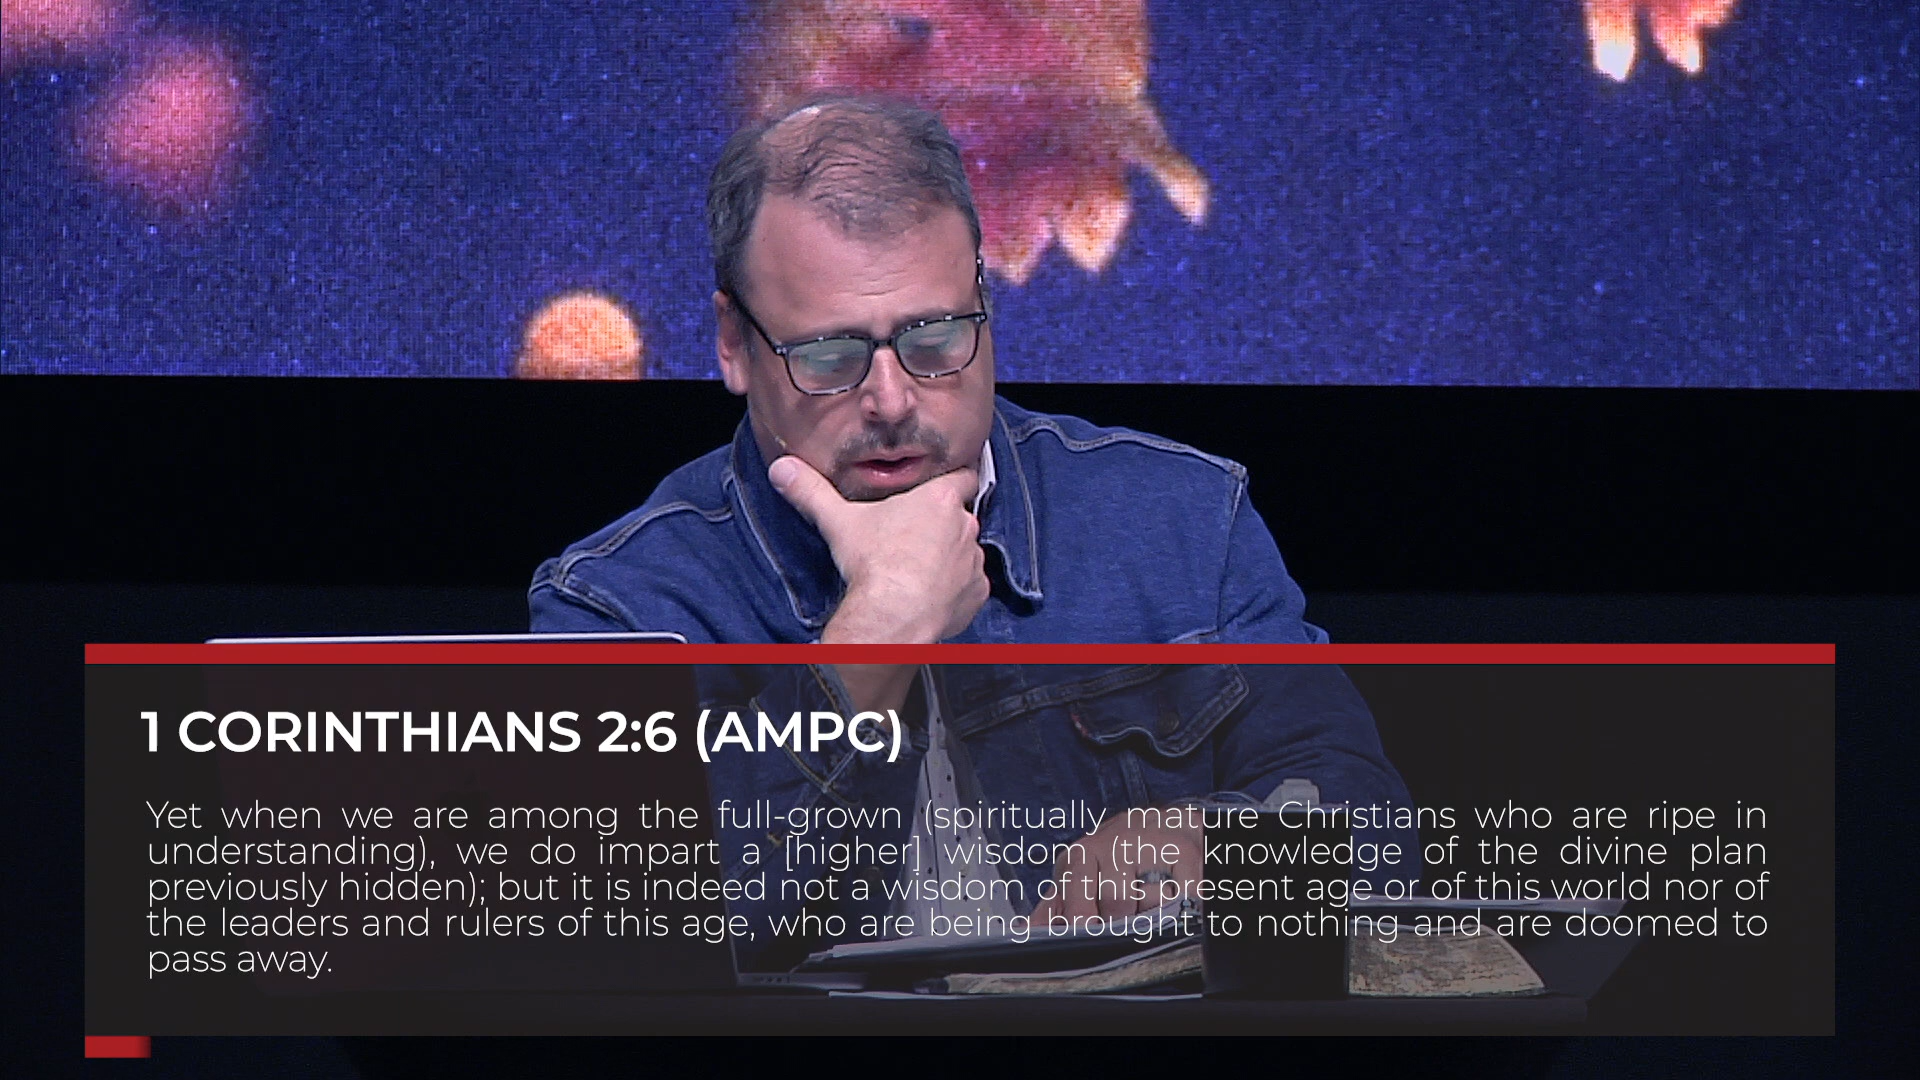 1 CORINTHIANS 2:6 (AMPC)
Yet when we are among the full-grown (spiritually mature Christians who are ripe in
understanding), we do impart a [higher] wisdom (the knowledge of the divine plan
previously hidden); but it is indeed not a wisdom of this present age or of this world nor of
the leaders and rulers of this age, who are being brought to nothing and are doomed to
pass away.